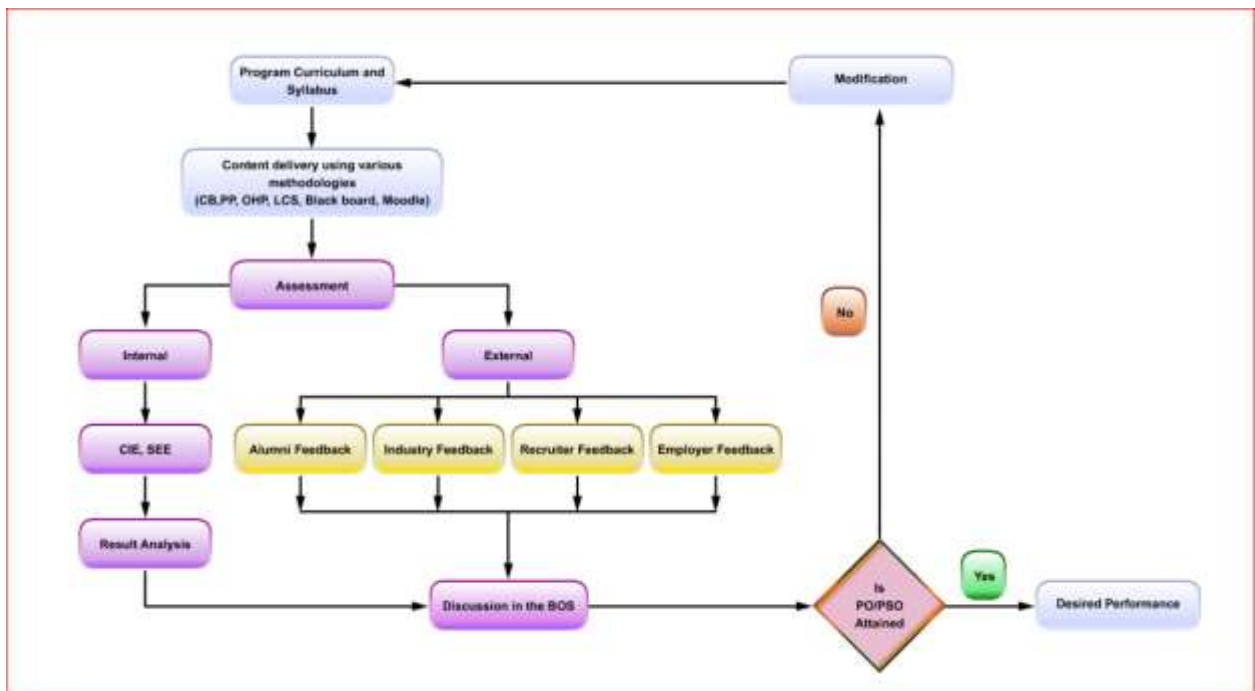 Program Curriculum and
Syllabus
Modification
Content delivery using various
methodologies
(CB,PP, OHP, LCS, Black board, Moodle)
Assessment
No
Internal
External
CIE, SEE
Alumni Feedback
Industry Feedback
Recruiter Feedback
Employer Feedback
Result Analysis
Discussion in the BOS
Is
PO/PSO
Attained
Yes
Desired Performance